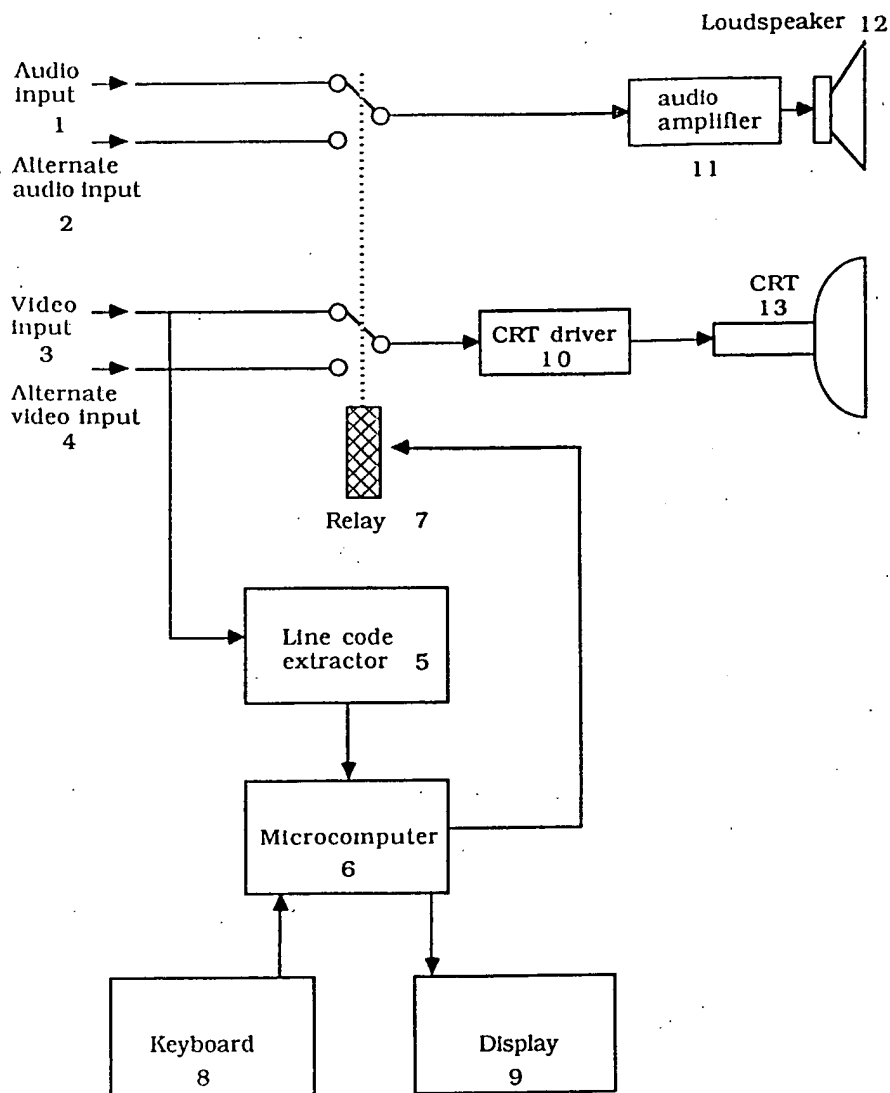 Loudspeaker 12
Audio
input
1
Alternate
audio input
2
audio
amplifier
11
Video
input
3
Alternate
video input
4
CRT driver
10
CRT
13
Relay 7
Line code
extractor 5
Microcomputer
6
Keyboard
8
Display
9